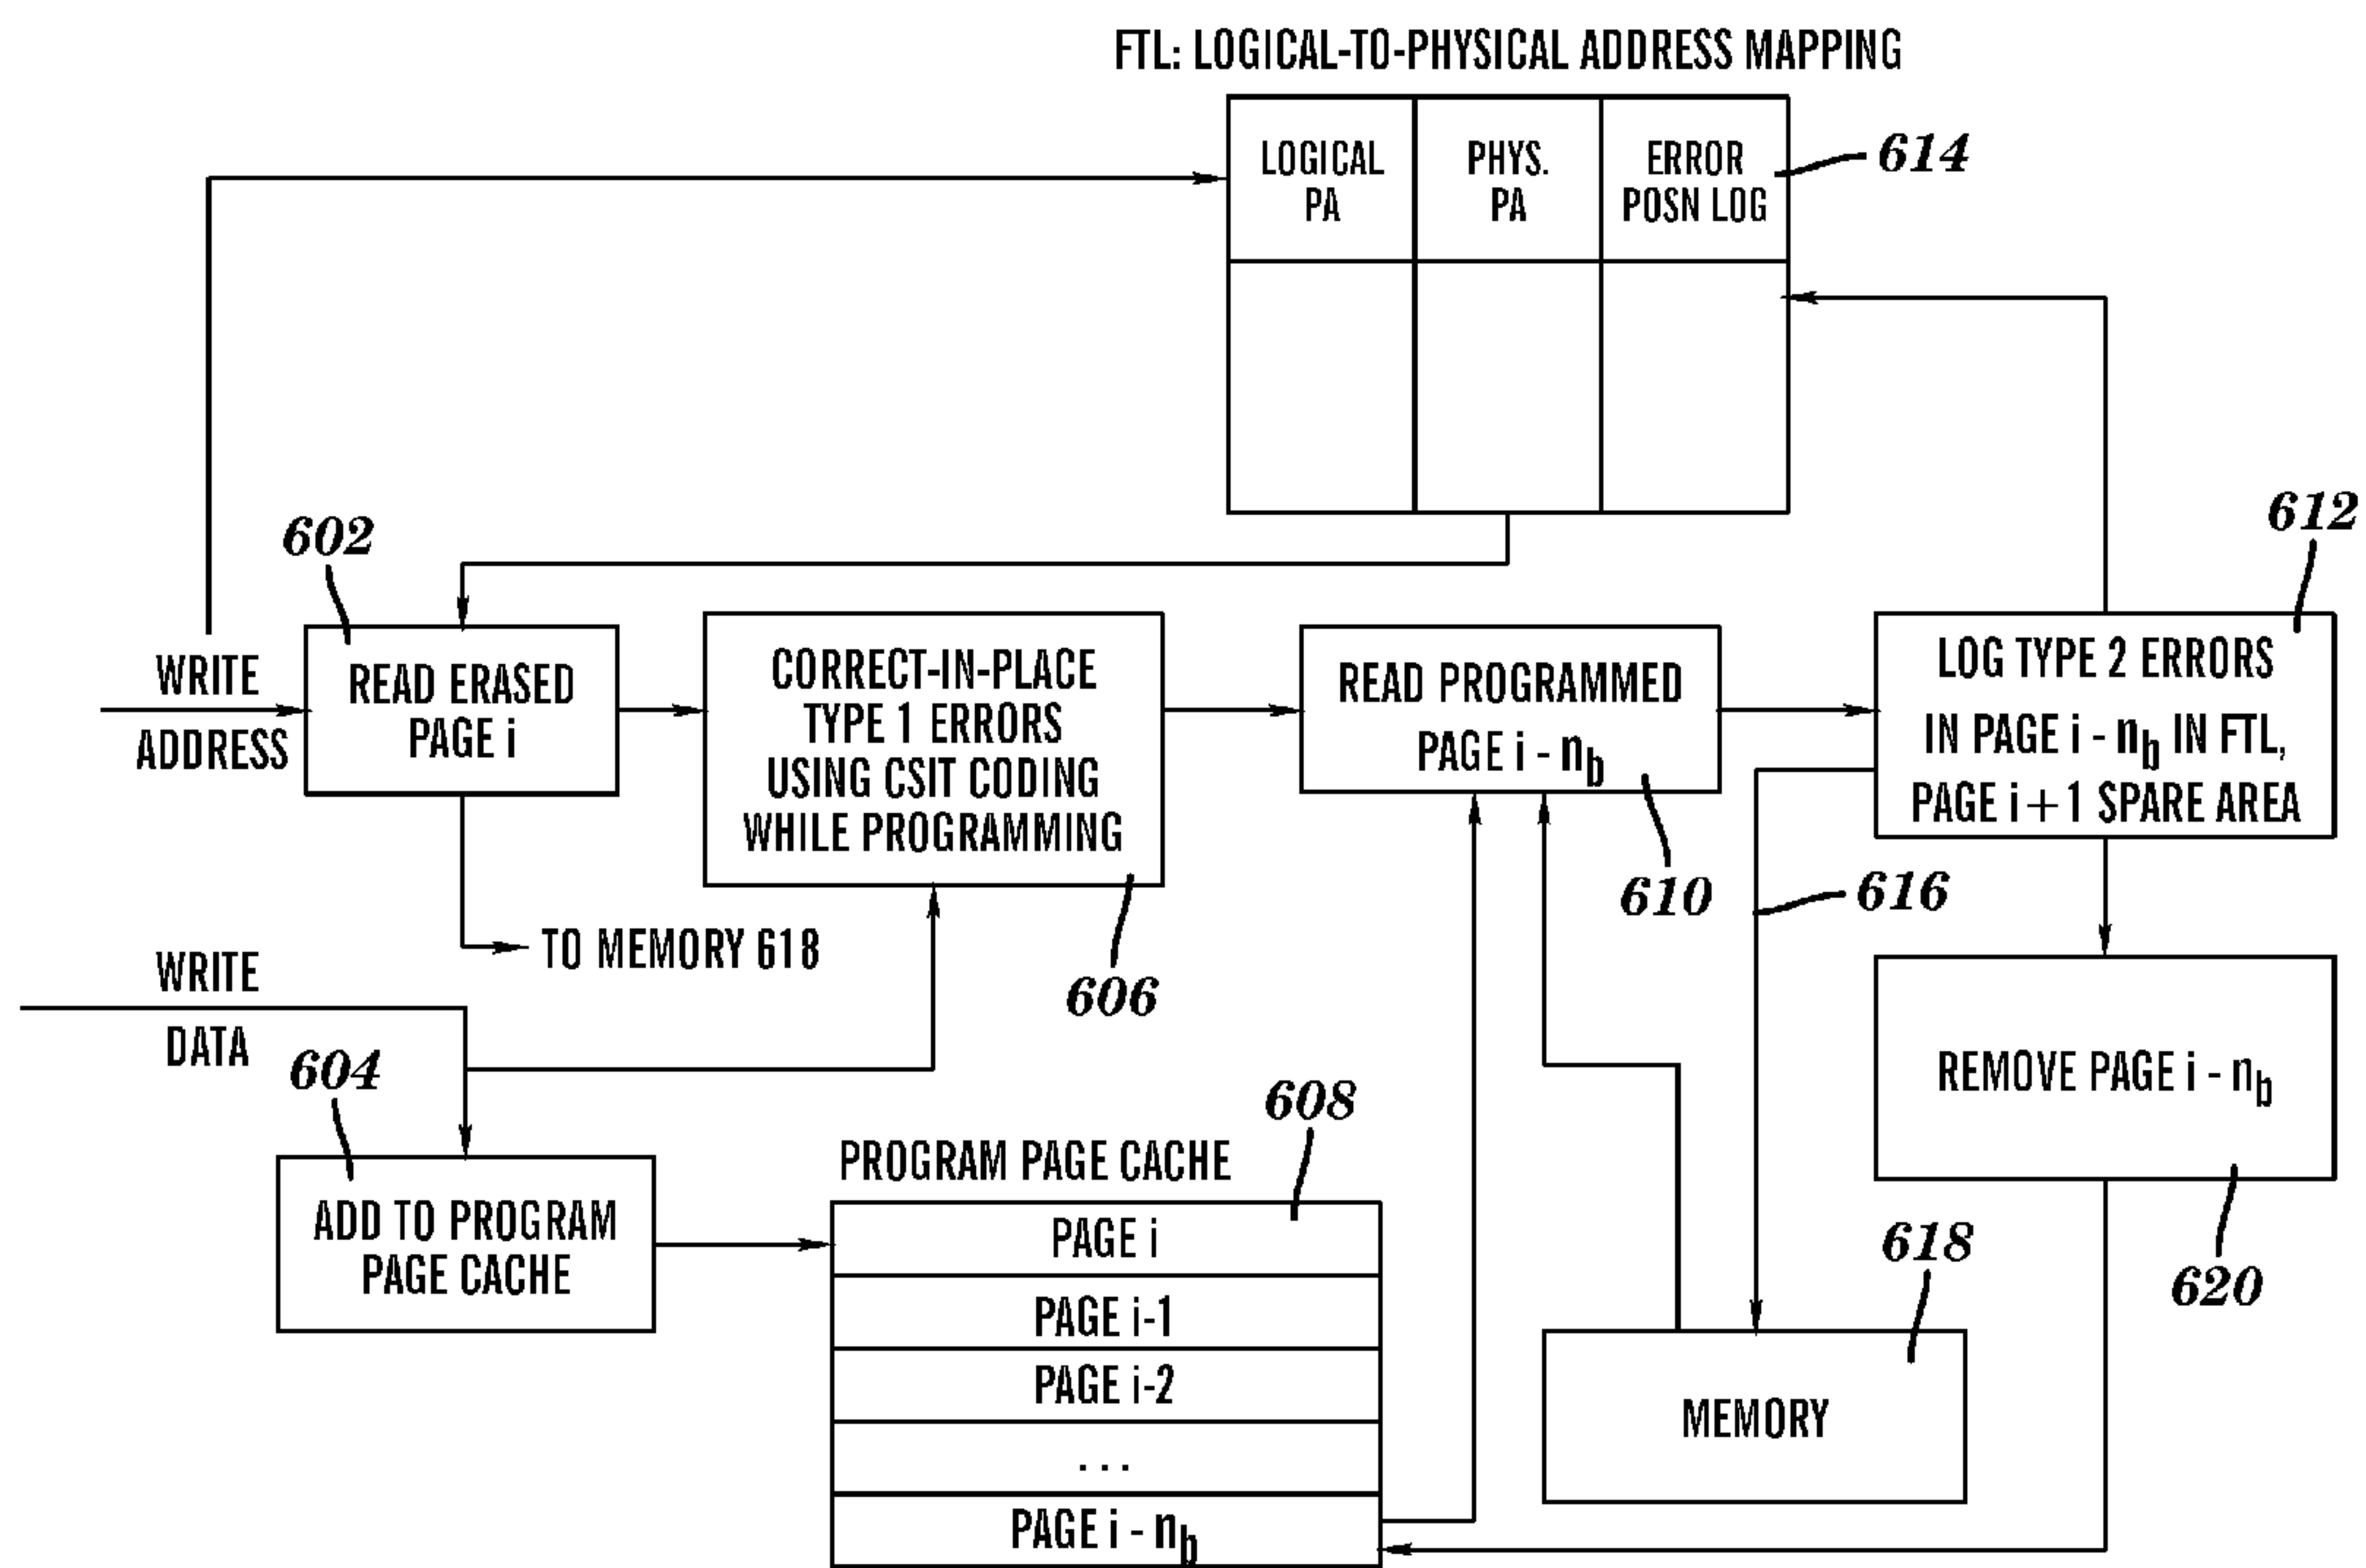 FTL: LOGICAL-TO-PHYSICAL ADDRESS MAPPING
LOGICAL
PA
PHYS.
PA
ERROR
POSN LOG
614
602
612
WRITE
ADDRESS
READ ERASED
PAGE i
CORRECT-IN-PLACE
TYPE 1 ERRORS
USING CSIT CODING
WHILE PROGRAMMING
READ PROGRAMMED
PAGE i - nb
LOG TYPE 2 ERRORS
IN PAGE i - nb IN FTL,
PAGE i+1 SPARE AREA
606
610
616
TO MEMORY 618
WRITE
DATA
604
ADD TO PROGRAM
PAGE CACHE
608
PROGRAM PAGE CACHE
PAGE i
PAGE i-1
PAGE i-2
...
PAGE i - nb
REMOVE PAGE i - nb
620
618
MEMORY